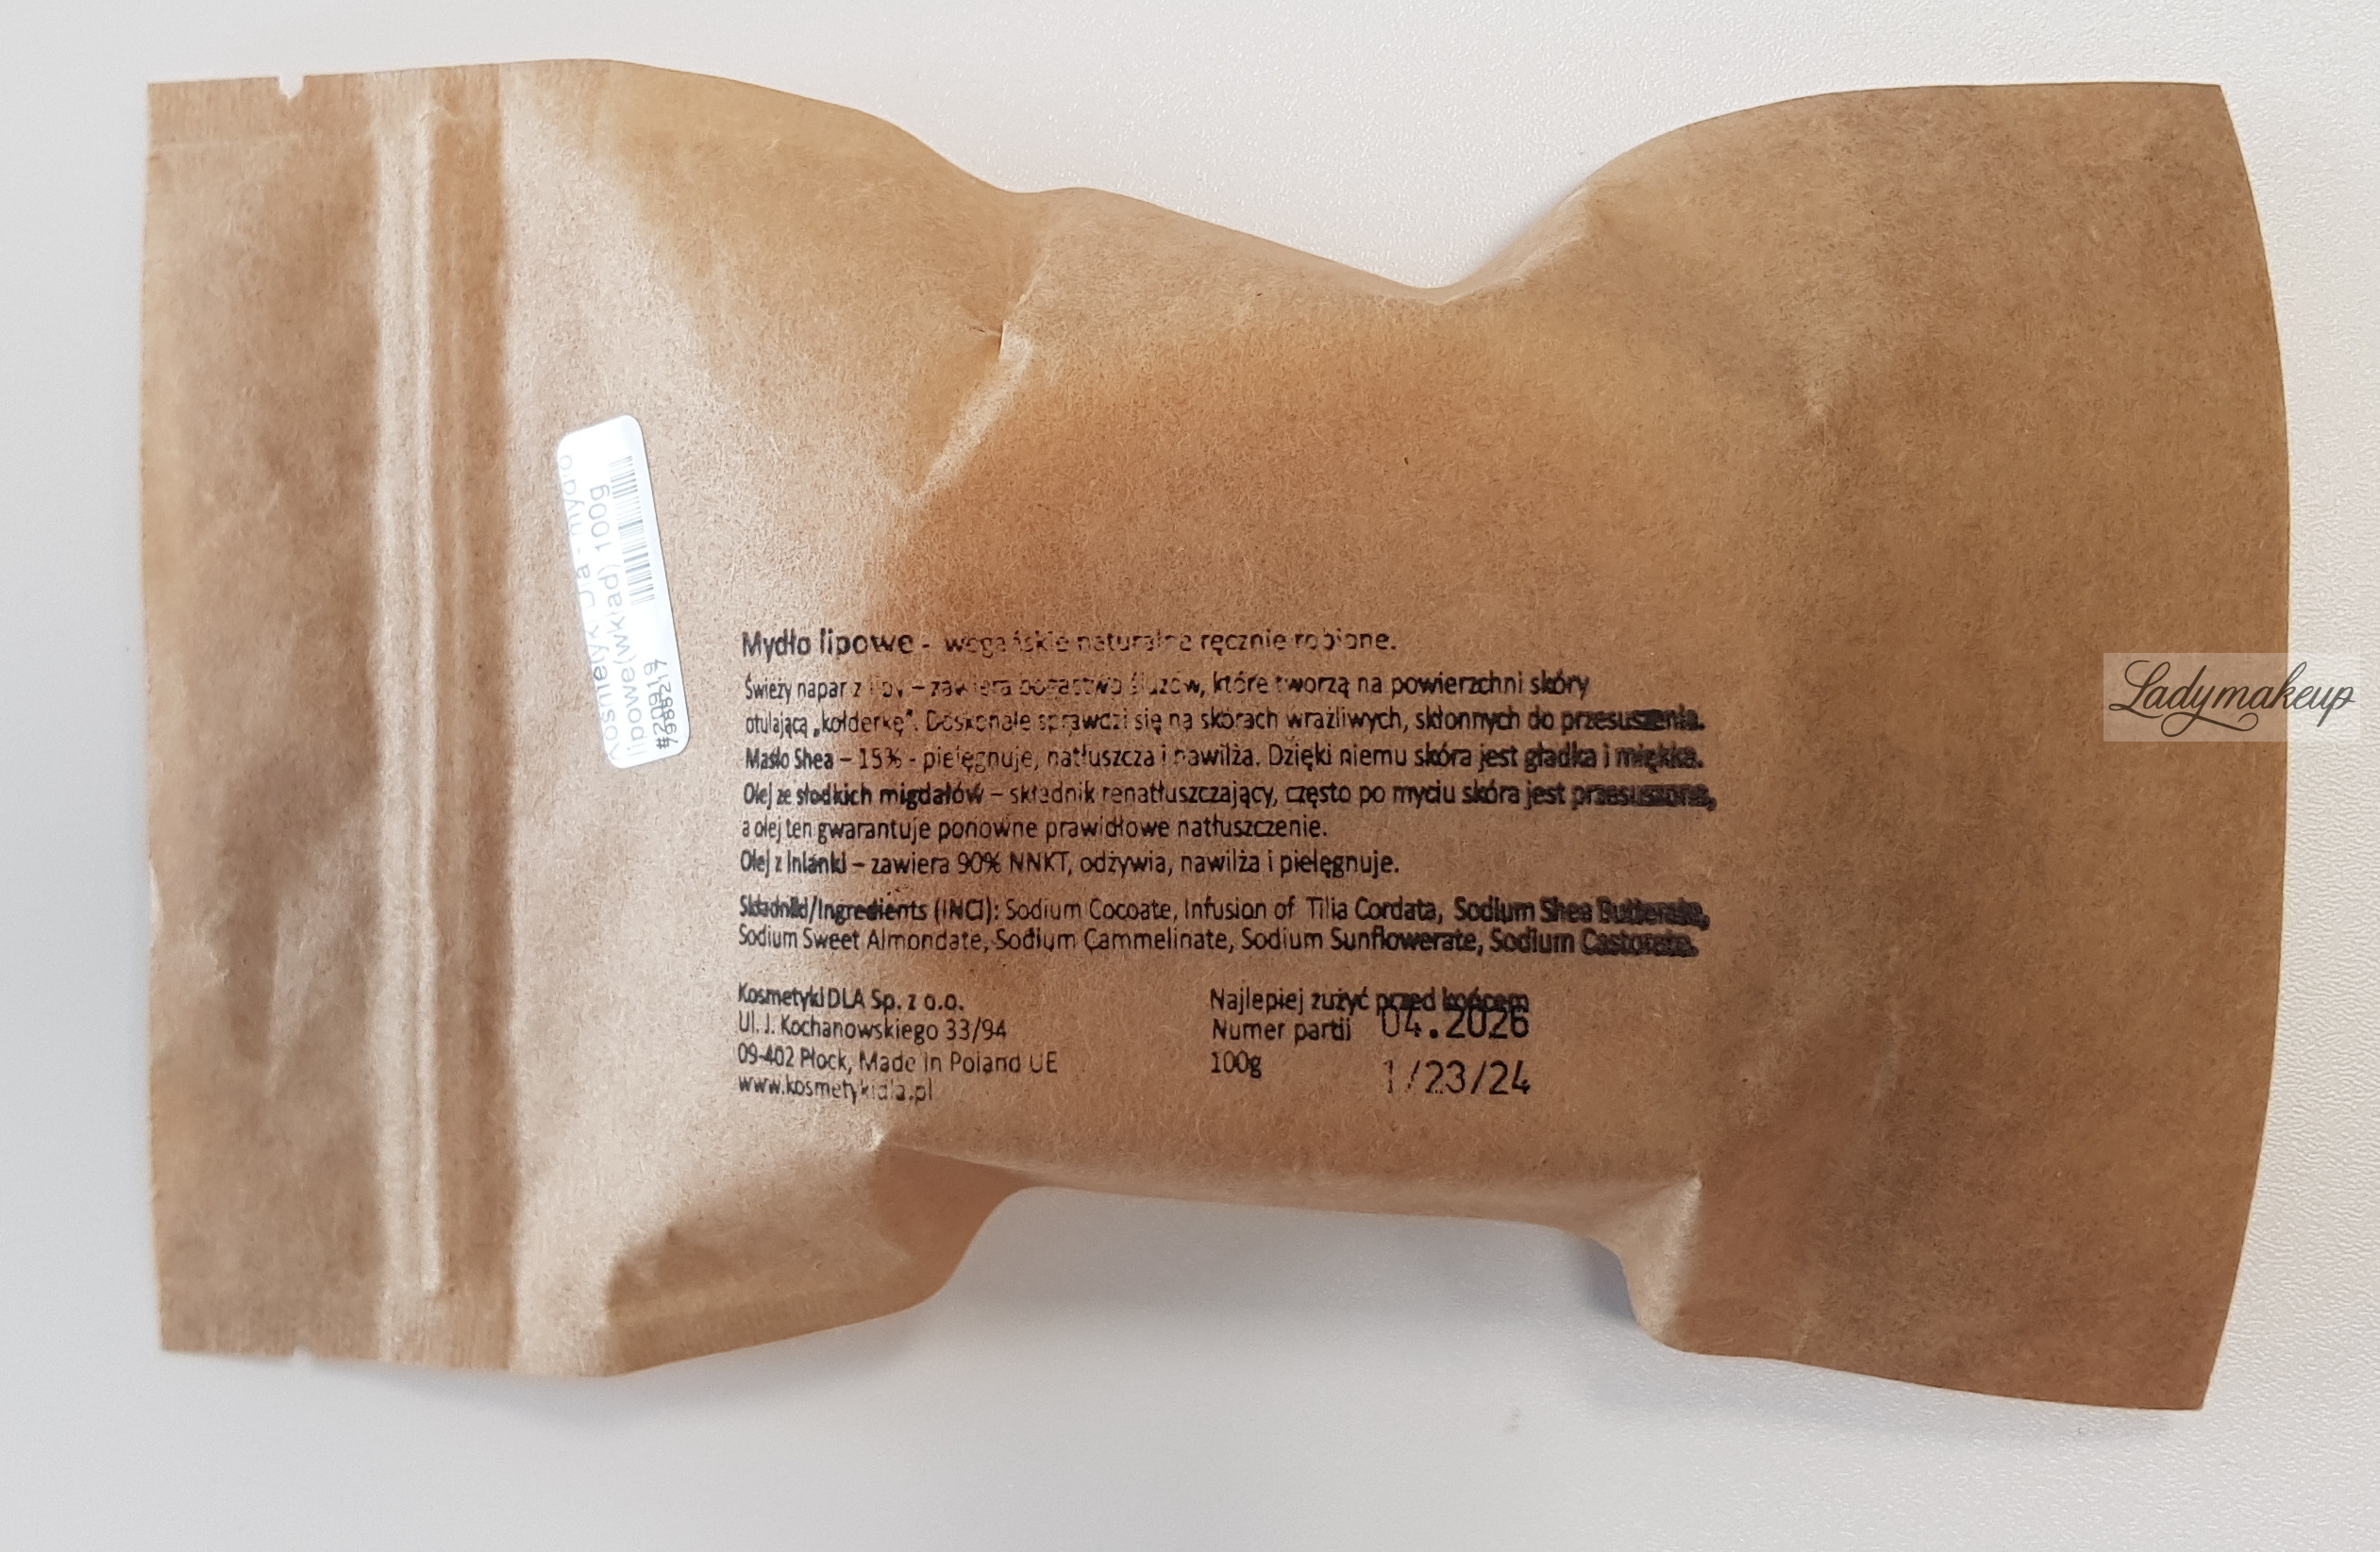 Mydło lipowe - wegańskie naturalne ręcznie robione.
Świeży napar z lipy – zawiera bogactwo śluzów, które tworzą na powierzchni skóry
otulającą „kołderkę”. Doskonale sprawdzi się na skórach wrażliwych, skłonnych do przesuszenia.
Masło Shea – 15% - pielęgnuje, natłuszcza i nawilża. Dzięki niemu skóra jest gładka i miękka.
Olej ze słodkich migdałów – składnik renatłuszczający, często po myciu skóra jest przesuszona,
a olej ten gwarantuje ponowne prawidłowe natłuszczenie.
Olej z lnianki – zawiera 90% NNKT, odżywia, nawilża i pielęgnuje.
Składniki/Ingredients (INCI): Sodium Cocoate, Infusion of Tilia Cordata, Sodium Shea Butterate,
Sodium Sweet Almondate, Sodium Cammelinate, Sodium Sunflowerate, Sodium Castorate.
Kosmetyki DLA Sp. z o.o.
Ul. J. Kochanowskiego 33/94
09-402 Płock, Made in Poland UE
www.kosmetykidla.pl
Najlepiej zużyć przed końcem
04.2026
Numer partii
100g
1/23/24
Kosmetyki Dla - mydło
lipowe(wkład) 100g
#20919
Ladymakeup